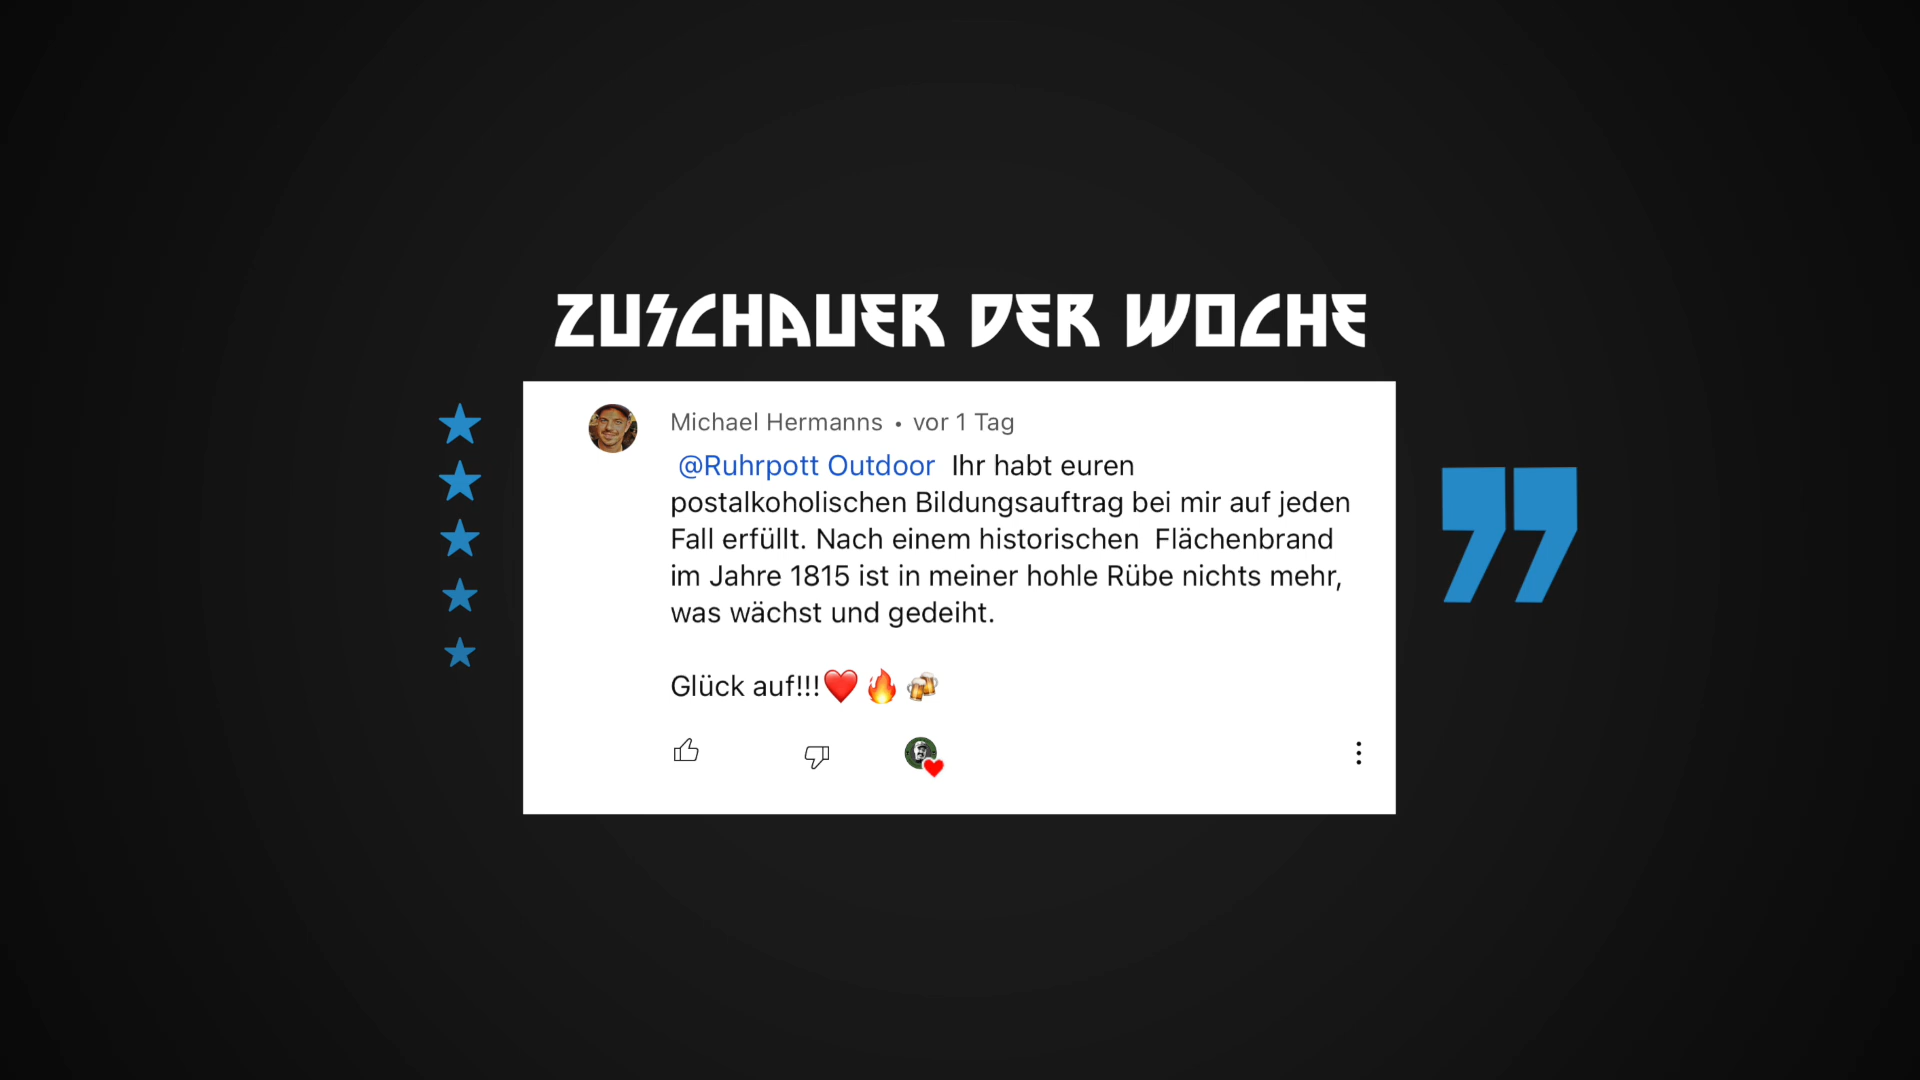 ZUSCHAUER DER WOCHE
Michael Hermanns • vor 1 Tag
@Ruhrpott Outdoor Ihr habt euren
postalkoholischen Bildungsauftrag bei mir auf jeden
Fall erfüllt. Nach einem historischen Flächenbrand
im Jahre 1815 ist in meiner hohle Rübe nichts mehr,
was wächst und gedeiht.
Glück auf!!!❤️🔥🍻